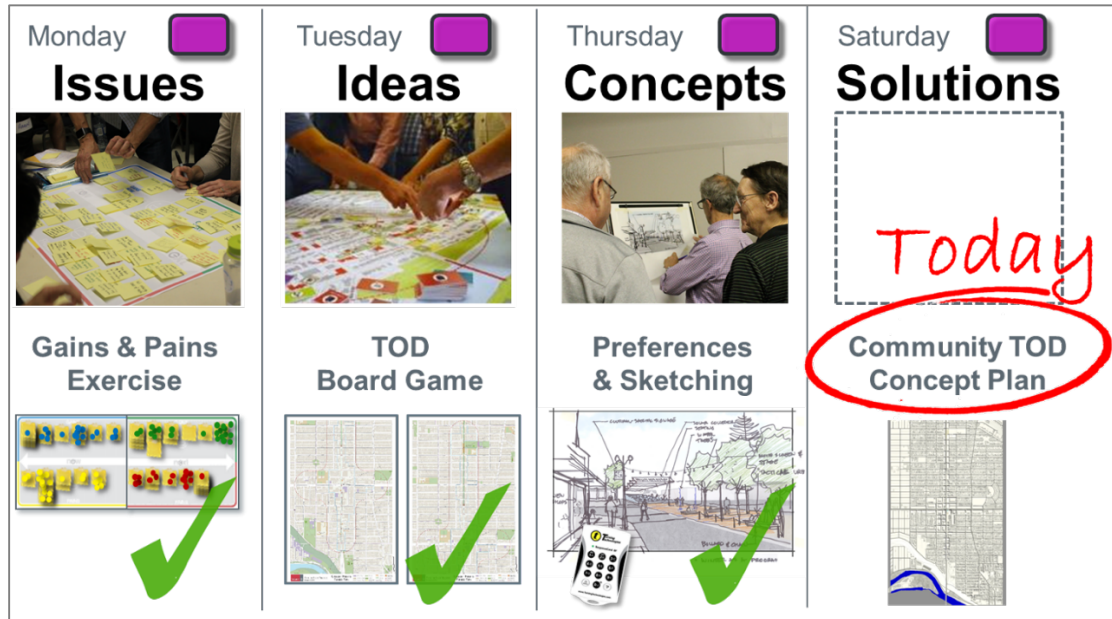 Monday
Issues
Gains & Pains
Exercise
Tuesday
Ideas
TOD
Board Game
Thursday
Concepts
Preferences
& Sketching
Saturday
Solutions
Today
Community TOD
Concept Plan